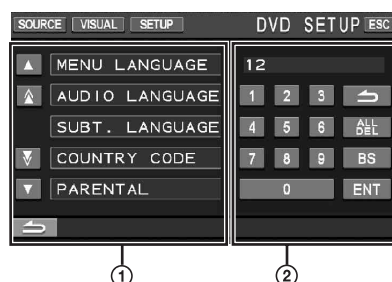 SOURCE VISUAL SETUP DVD SETUP ESC
MENU LANGUAGE
AUDIO LANGUAGE
SUBT. LANGUAGE
COUNTRY CODE
PARENTAL
12
1 2 3
4 5 6 ALL DEL
7 8 9 BS
0 ENT
① ②